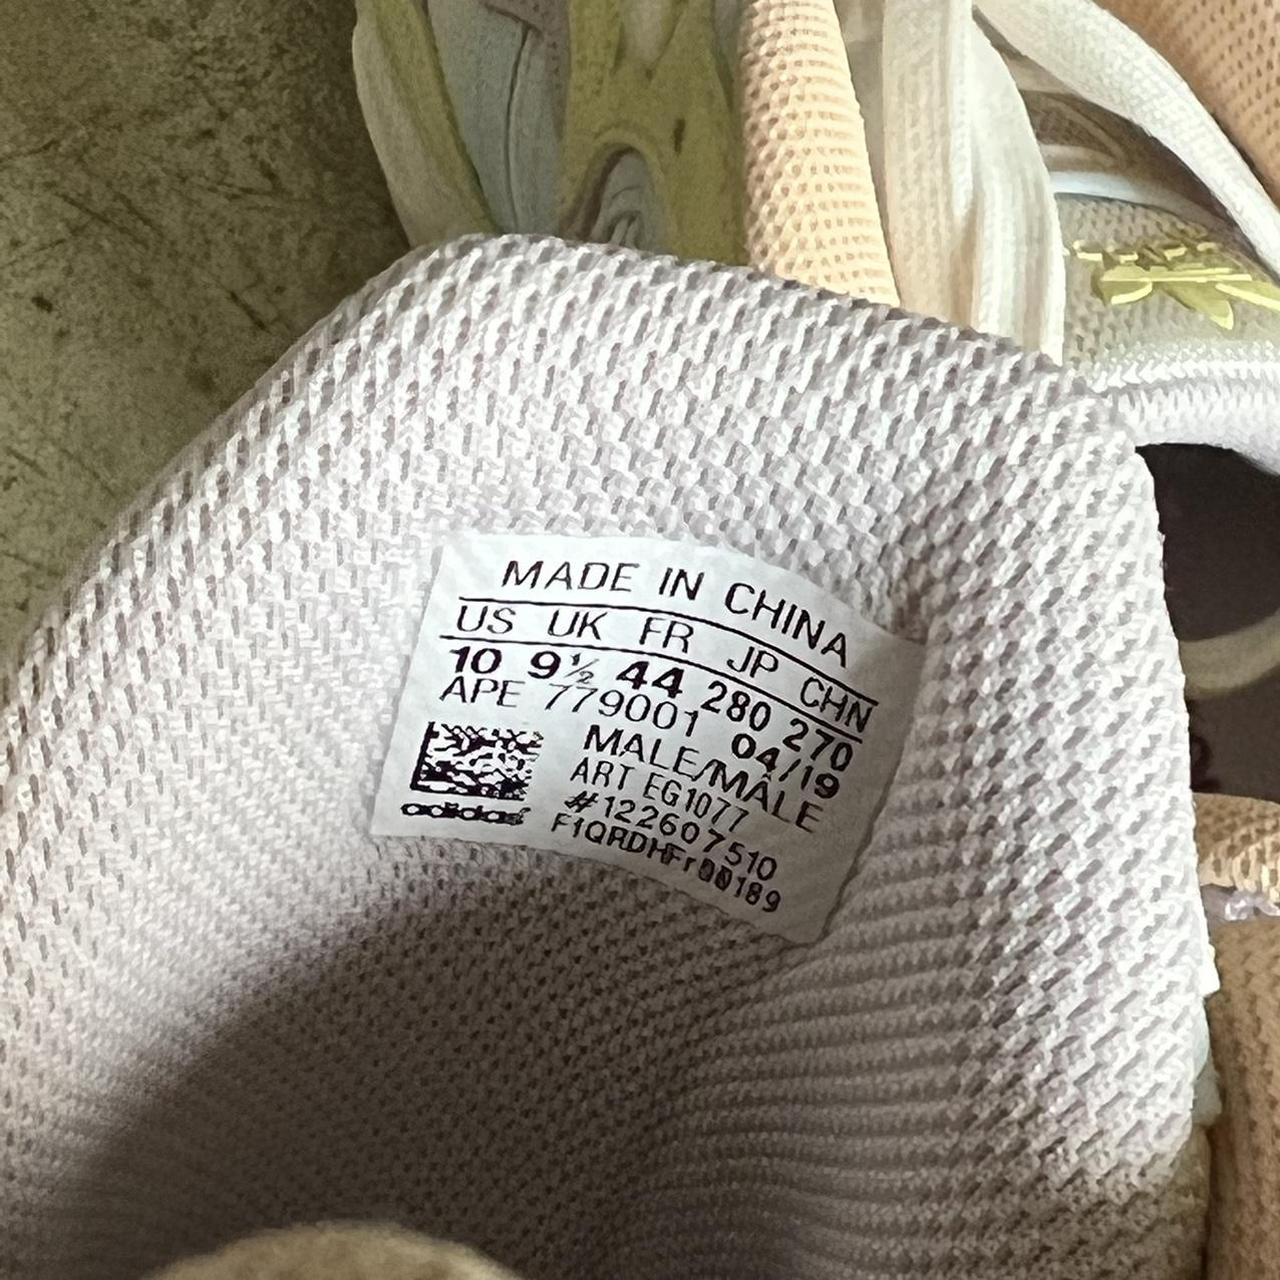 MADE IN CHINA
US UK FR JP CHN
10 9½ 44 280 270
APE 779001 04/19
MALE/MÂLE
ART EG1077
#122607510
F1QRDHFr00189
adidas